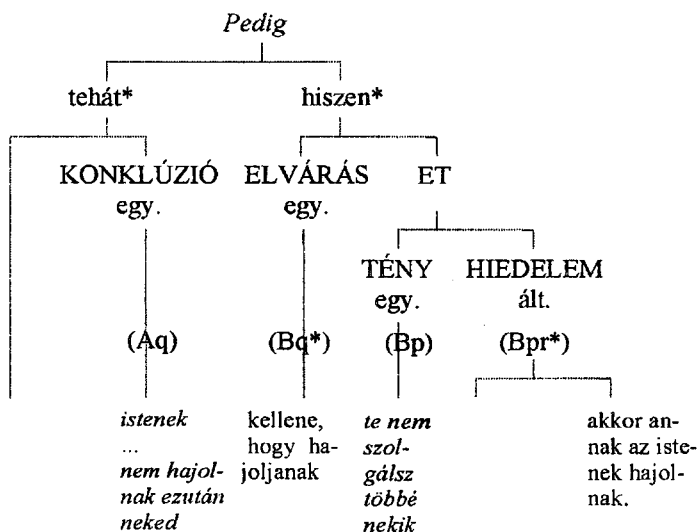 Pedig
tehát* hiszen*
KONKLÚZIÓ ELVÁRÁS ET
egy. egy.
TÉNY HIEDELEM
egy. ált.
(Aq) (Bq*) (Bp) (Bpr*)
istenek
...
nem hajol-
nak ezután
neked
kellene,
hogy ha-
joljanak
te nem
szol-
gálsz
többé
nekik
akkor an-
nak az iste-
nek hajol-
nak.